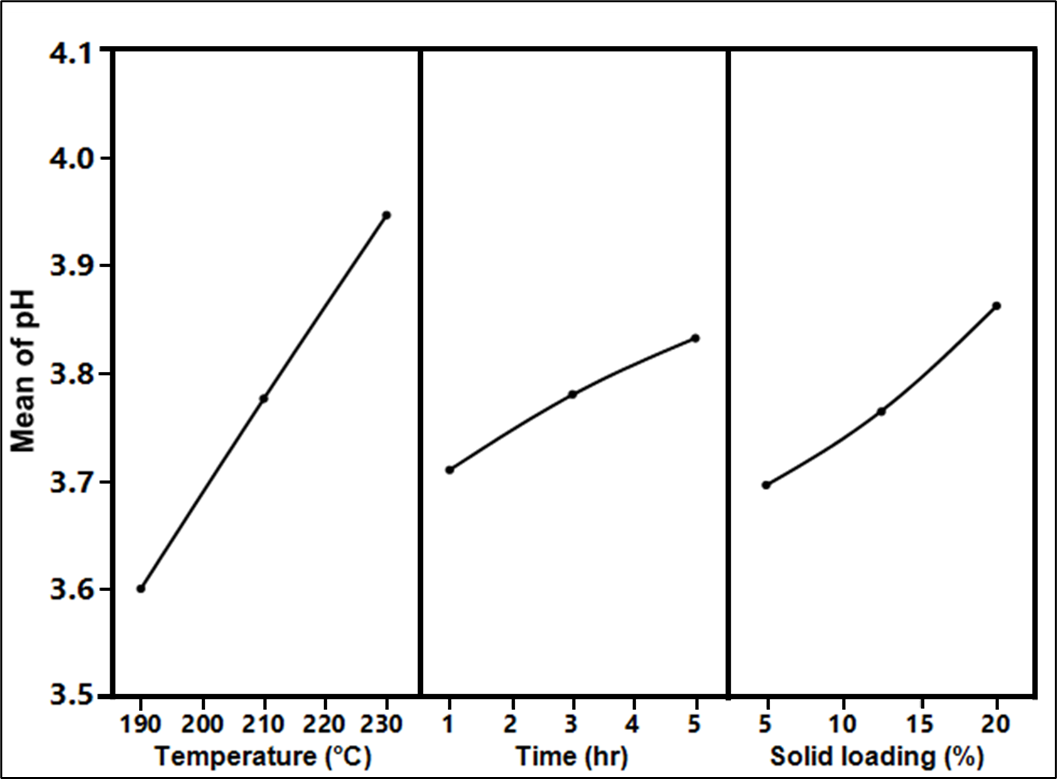 Mean of pH
4.1
4.0
3.9
3.8
3.7
3.6
3.5
190 200 210 220 230
Temperature (°C)
1 2 3 4 5
Time (hr)
5 10 15 20
Solid loading (%)